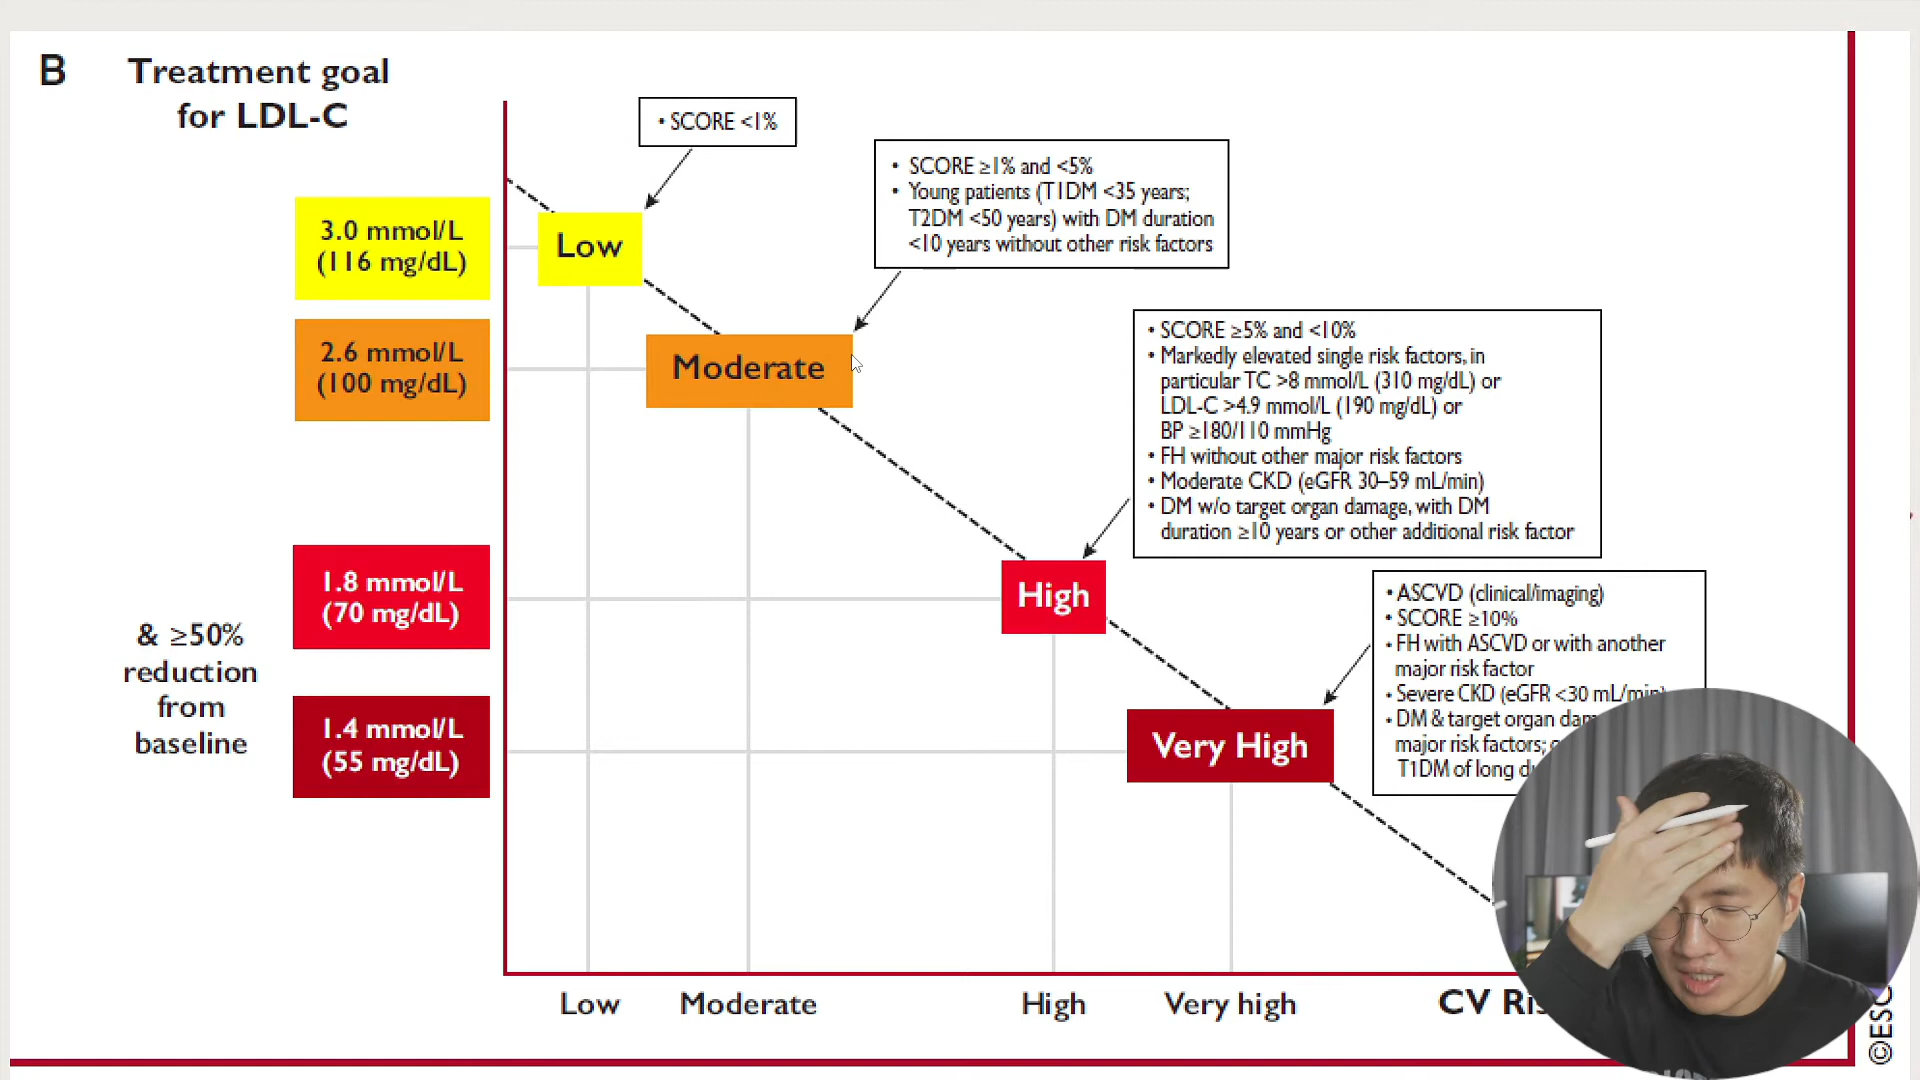 B
Treatment goal
for LDL-C
• SCORE <1%
• SCORE ≥1% and <5%
• Young patients (T1DM <35 years;
T2DM <50 years) with DM duration
<10 years without other risk factors
3.0 mmol/L
(116 mg/dL)
Low
2.6 mmol/L
(100 mg/dL)
Moderate
• SCORE ≥5% and <10%
• Markedly elevated single risk factors, in
particular TC >8 mmol/L (310 mg/dL) or
LDL-C >4.9 mmol/L (190 mg/dL) or
BP ≥180/110 mmHg
• FH without other major risk factors
• Moderate CKD (eGFR 30–59 mL/min)
• DM w/o target organ damage, with DM
duration ≥10 years or other additional risk factor
1.8 mmol/L
(70 mg/dL)
High
& ≥50%
reduction
from
baseline
1.4 mmol/L
(55 mg/dL)
Very High
• ASCVD (clinical/imaging)
• SCORE ≥10%
• FH with ASCVD or with another
major risk factor
• Severe CKD (eGFR <30 mL/min)
• DM & target organ
major risk factors;
T1DM of long
Low
Moderate
High
Very high
CV
©ESC